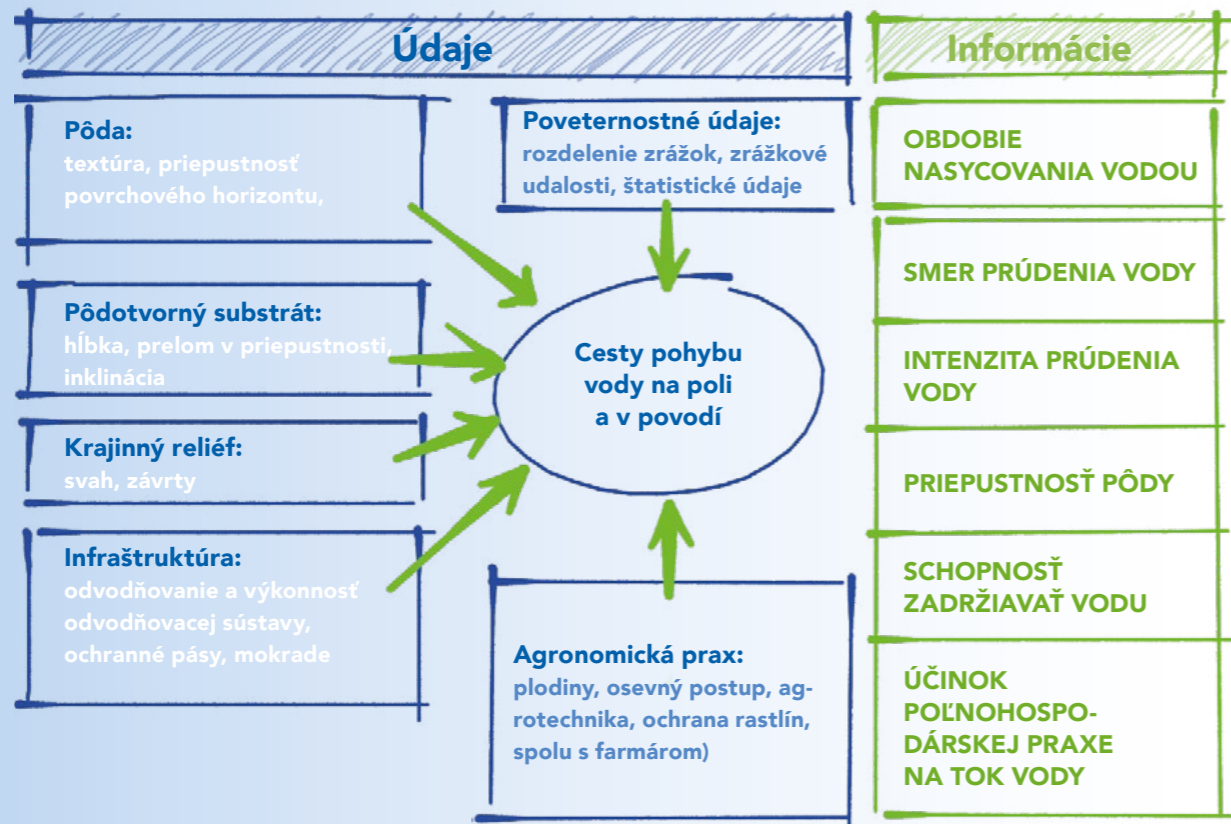 Údaje
Pôda:
textúra, priepustnosť
povrchového horizontu,
Pôdotvorný substrát:
hĺbka, prelom v priepustnosti,
inklinácia
Krajinný reliéf:
svah, závrty
Infraštruktúra:
odvodňovanie a výkonnosť
odvodňovacej sústavy,
ochranné pásy, mokrade
Poveternostné údaje:
rozdelenie zrážok, zrážkové
udalosti, štatistické údaje
Cesty pohybu
vody na poli
a v povodí
Agronomická prax:
plodiny, osevný postup, ag-
rotechnika, ochrana rastlín,
spolu s farmárom)
Informácie
OBDOBIE
NASYCOVANIA VODOU
SMER PRÚDENIA VODY
INTENZITA PRÚDENIA
VODY
PRIEPUSTNOSŤ PÔDY
SCHOPNOSŤ
ZADRŽIAVAŤ VODU
ÚČINOK
POĽNOHOSPO-
DÁRSKEJ PRAXE
NA TOK VODY